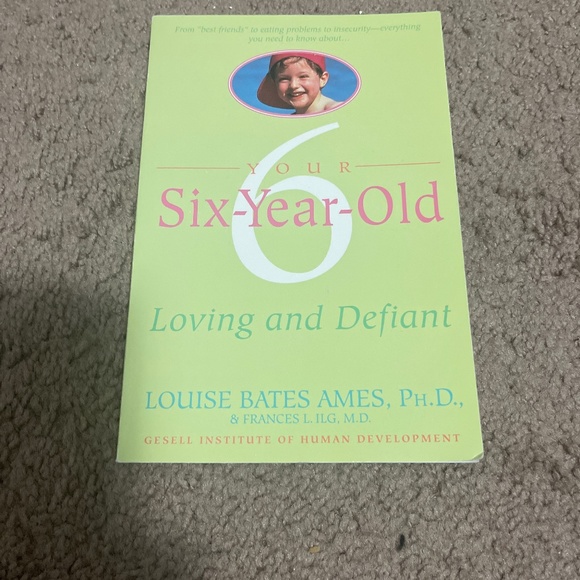 From "best friends" to eating problems to insecurity—everything
you need to know about...
6
YOUR
Six-Year-Old
Loving and Defiant
LOUISE BATES AMES, PH.D.,
& FRANCES L. ILG, M.D.
GESELL INSTITUTE OF HUMAN DEVELOPMENT